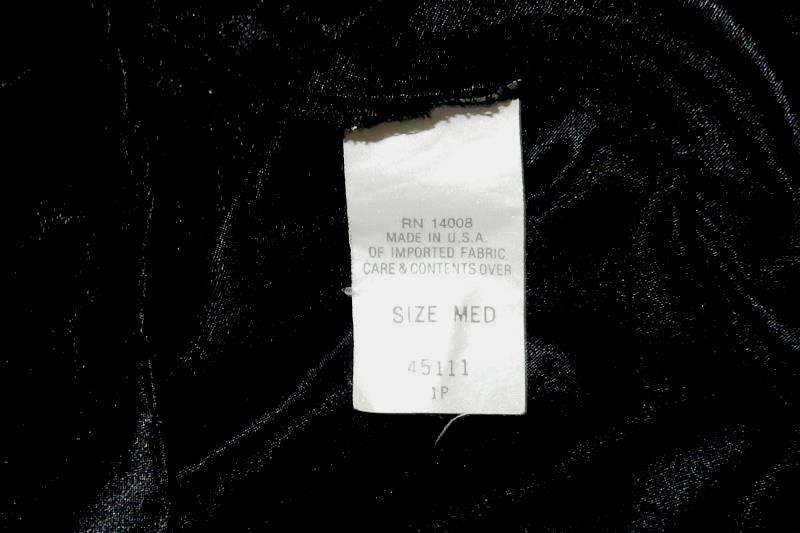 RN 14008
MADE IN U.S.A.
OF IMPORTED FABRIC
CARE & CONTENTS OVER
SIZE MED
45111
1P